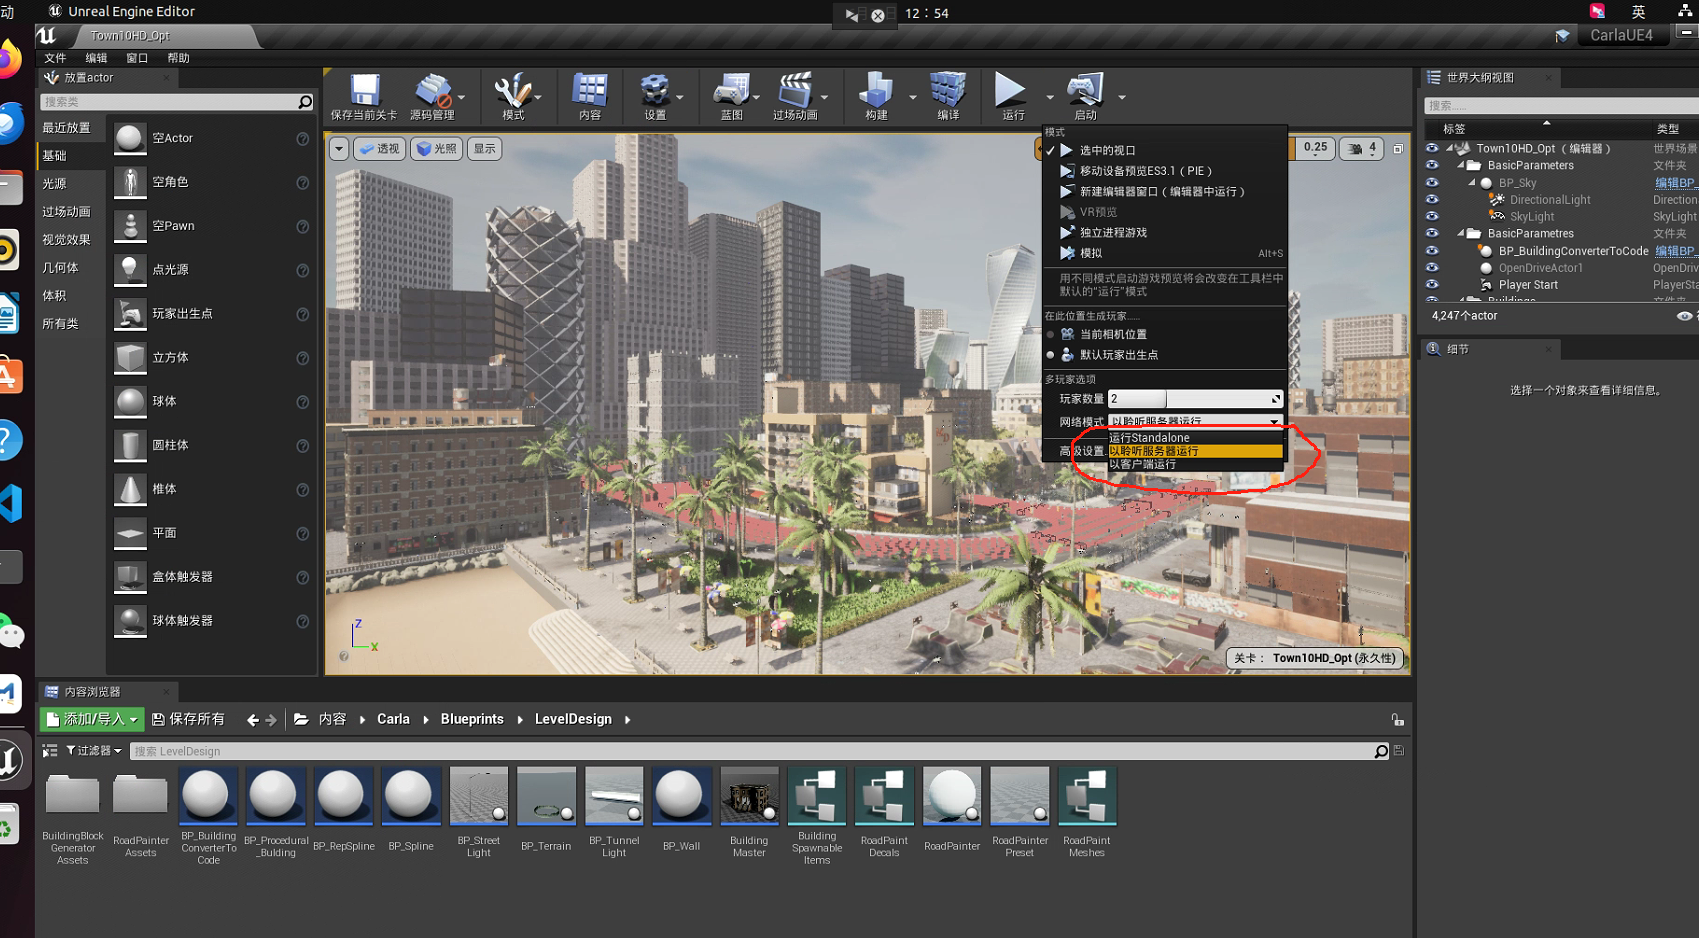 动
Unreal Engine Editor
12：54
英
Town10HD_Opt
CarlaUE4
文件 编辑 窗口 帮助
放置actor
搜索类
最近放置
基础
光源
过场动画
视觉效果
几何体
体积
所有类
空Actor
空角色
空Pawn
点光源
玩家出生点
立方体
球体
圆柱体
椎体
平面
盒体触发器
球体触发器
保存当前关卡
源码管理
模式
内容
设置
蓝图
过场动画
构建
编译
运行
启动
透视
光照
显示
0.25
4
模式
选中的视口
移动设备预览ES3.1（PIE）
新建编辑器窗口（编辑器中运行）
VR预览
独立进程游戏
模拟 Alt+S
用不同模式启动游戏预览将会改变在工具栏中
默认的“运行”模式
在此位置生成玩家......
当前相机位置
默认玩家出生点
多玩家选项
玩家数量 2
网络模式 以聆听服务器运行
运行Standalone
高级设置... 以聆听服务器运行
以客户端运行
Z
X
关卡： Town10HD_Opt (永久性)
世界大纲视图
搜索......
标签 类型
Town10HD_Opt（编辑器） 世界场景
BasicParameters 文件夹
BP_Sky 编辑BP_
DirectionalLight Direction
SkyLight SkyLight
BasicParametres 文件夹
BP_BuildingConverterToCode 编辑BP_
OpenDriveActor1 OpenDriv
Player Start PlayerSta
Buildings 文件夹
4,247个actor
细节
选择一个对象来查看详细信息。
内容浏览器
添加/导入
保存所有
内容 Carla Blueprints LevelDesign
过滤器
搜索 LevelDesign
BuildingBlock
Generator
Assets
RoadPainter
Assets
BP_Building
ConverterTo
Code
BP_Procedural
_Bulding
BP_RepSpline
BP_Spline
BP_Street
Light
BP_Terrain
BP_Tunnel
Light
BP_Wall
Building
Master
Building
Spawnable
Items
RoadPaint
Decals
RoadPainter
RoadPainter
Preset
RoadPaint
Meshes